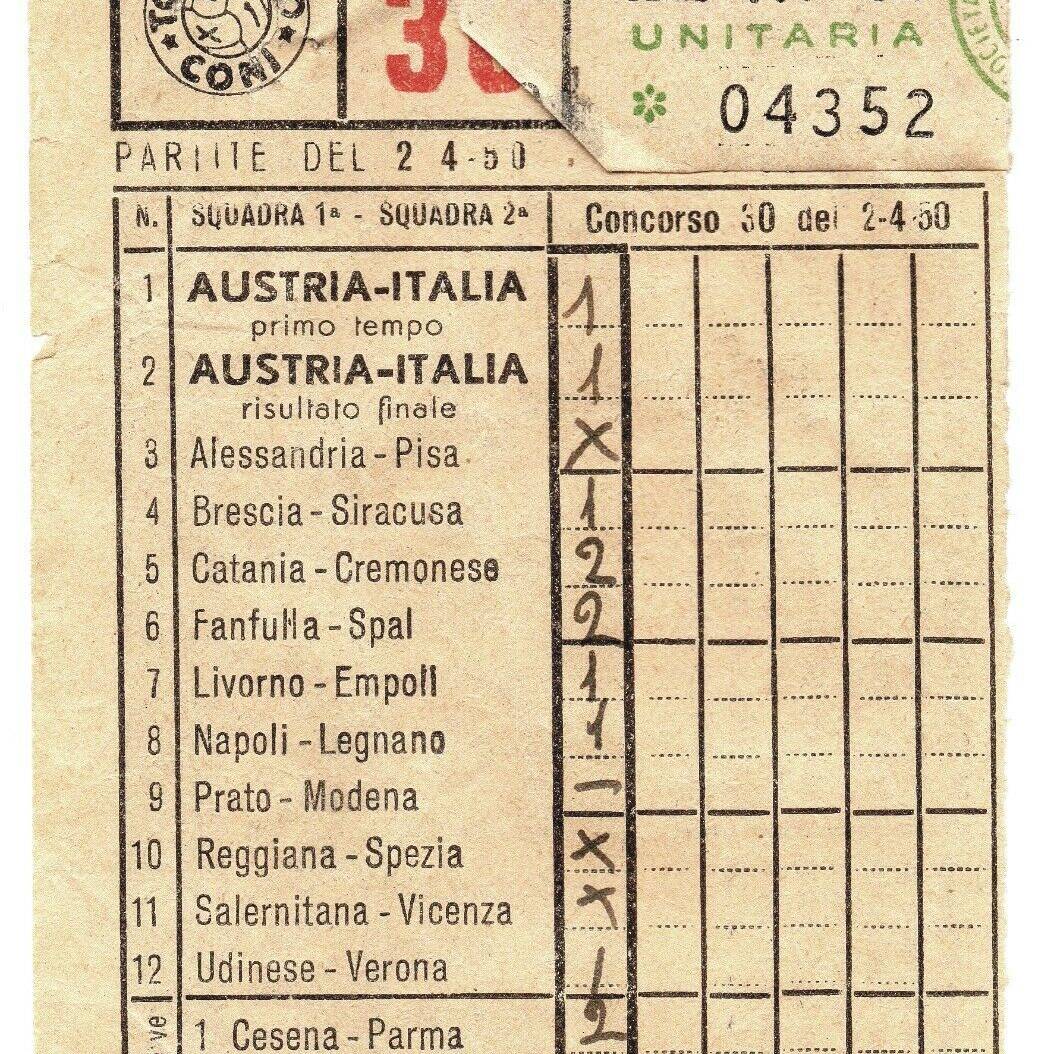 CONI
30
UNITARIA
04352
PARTITE DEL 2 4-50
N. SQUADRA 1ª - SQUADRA 2ª Concorso 30 del 2-4-50
1 AUSTRIA-ITALIA 1
primo tempo
2 AUSTRIA-ITALIA 1
risultato finale
3 Alessandria - Pisa X
4 Brescia - Siracusa 1
5 Catania - Cremonese 2
6 Fanfulla - Spal 2
7 Livorno - Empoli 1
8 Napoli - Legnano 1
9 Prato - Modena —
10 Reggiana - Spezia X
11 Salernitana - Vicenza X
12 Udinese - Verona 1
1 Cesena - Parma 2